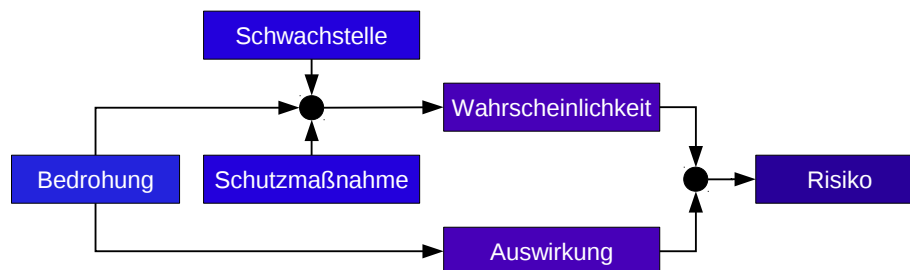 Schwachstelle
Wahrscheinlichkeit
Bedrohung
Schutzmaßnahme
Risiko
Auswirkung